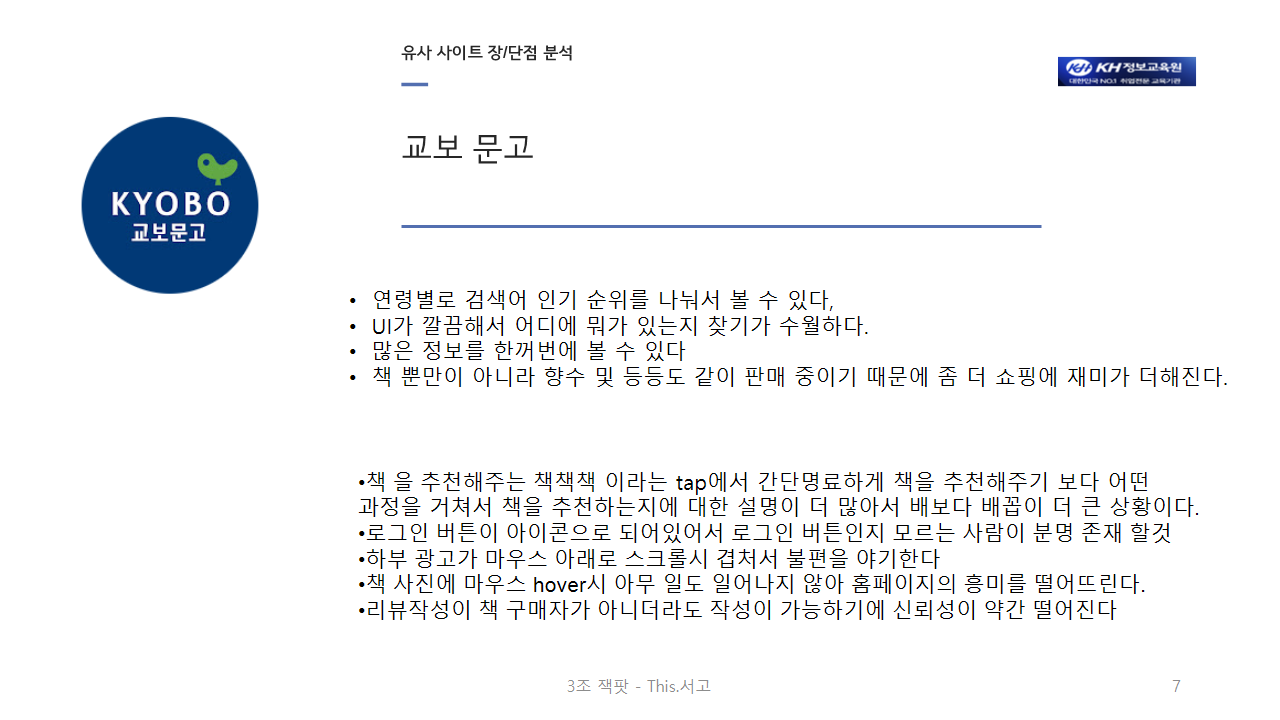 유사 사이트 장/단점 분석
KH 정보교육원
대한민국 NO.1 취업전문 교육기관
교보 문고
KYOBO
교보문고
• 연령별로 검색어 인기 순위를 나눠서 볼 수 있다,
• UI가 깔끔해서 어디에 뭐가 있는지 찾기가 수월하다.
• 많은 정보를 한꺼번에 볼 수 있다
• 책 뿐만이 아니라 향수 및 등등도 같이 판매 중이기 때문에 좀 더 쇼핑에 재미가 더해진다.
•책 을 추천해주는 책책책 이라는 tap에서 간단명료하게 책을 추천해주기 보다 어떤
과정을 거쳐서 책을 추천하는지에 대한 설명이 더 많아서 배보다 배꼽이 더 큰 상황이다.
•로그인 버튼이 아이콘으로 되어있어서 로그인 버튼인지 모르는 사람이 분명 존재 할것
•하부 광고가 마우스 아래로 스크롤시 겹처서 불편을 야기한다
•책 사진에 마우스 hover시 아무 일도 일어나지 않아 홈페이지의 흥미를 떨어뜨린다.
•리뷰작성이 책 구매자가 아니더라도 작성이 가능하기에 신뢰성이 약간 떨어진다
3조 잭팟 - This.서고
7